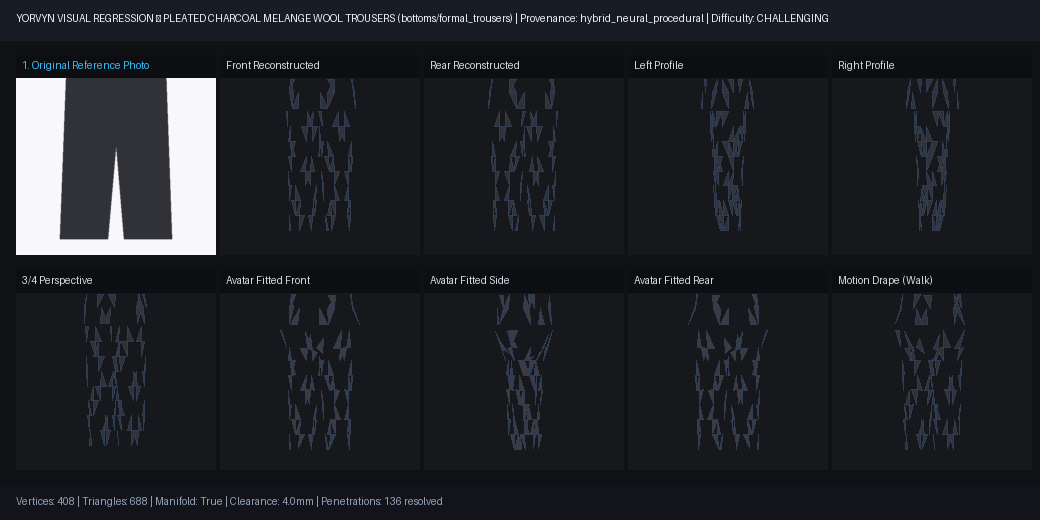 YORVYN VISUAL REGRESSION ▯ PLEATED CHARCOAL MELANGE WOOL TROUSERS (bottoms/formal_trousers) | Provenance: hybrid_neural_procedural | Difficulty: CHALLENGING
1. Original Reference Photo
Front Reconstructed
Rear Reconstructed
Left Profile
Right Profile
3/4 Perspective
Avatar Fitted Front
Avatar Fitted Side
Avatar Fitted Rear
Motion Drape (Walk)
Vertices: 408 | Triangles: 688 | Manifold: True | Clearance: 4.0mm | Penetrations: 136 resolved